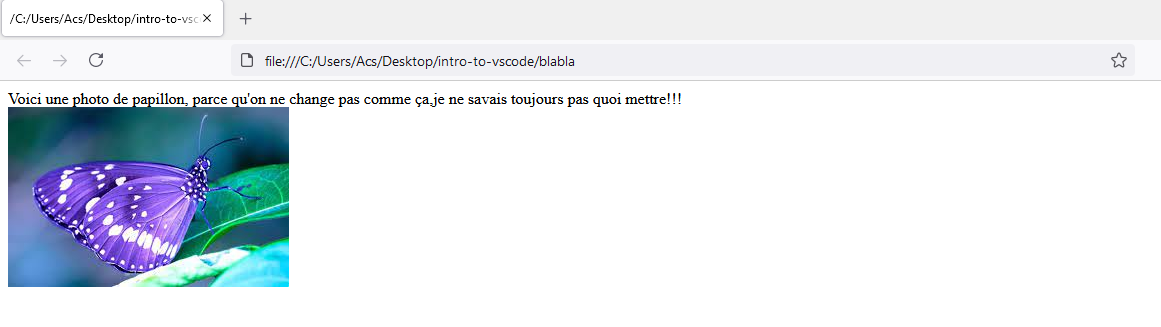 /C:/Users/Acs/Desktop/intro-to-vsc
file:///C:/Users/Acs/Desktop/intro-to-vscode/blabla
Voici une photo de papillon, parce qu'on ne change pas comme ça,je ne savais toujours pas quoi mettre!!!